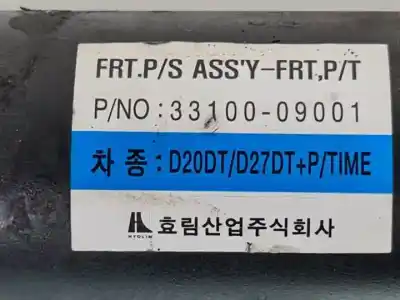 FRT.P/S ASS'Y-FRT,P/T
P/NO : 33100-09001
차 종 : D20DT/D27DT+P/TIME
HYOLIM 효림산업주식회사